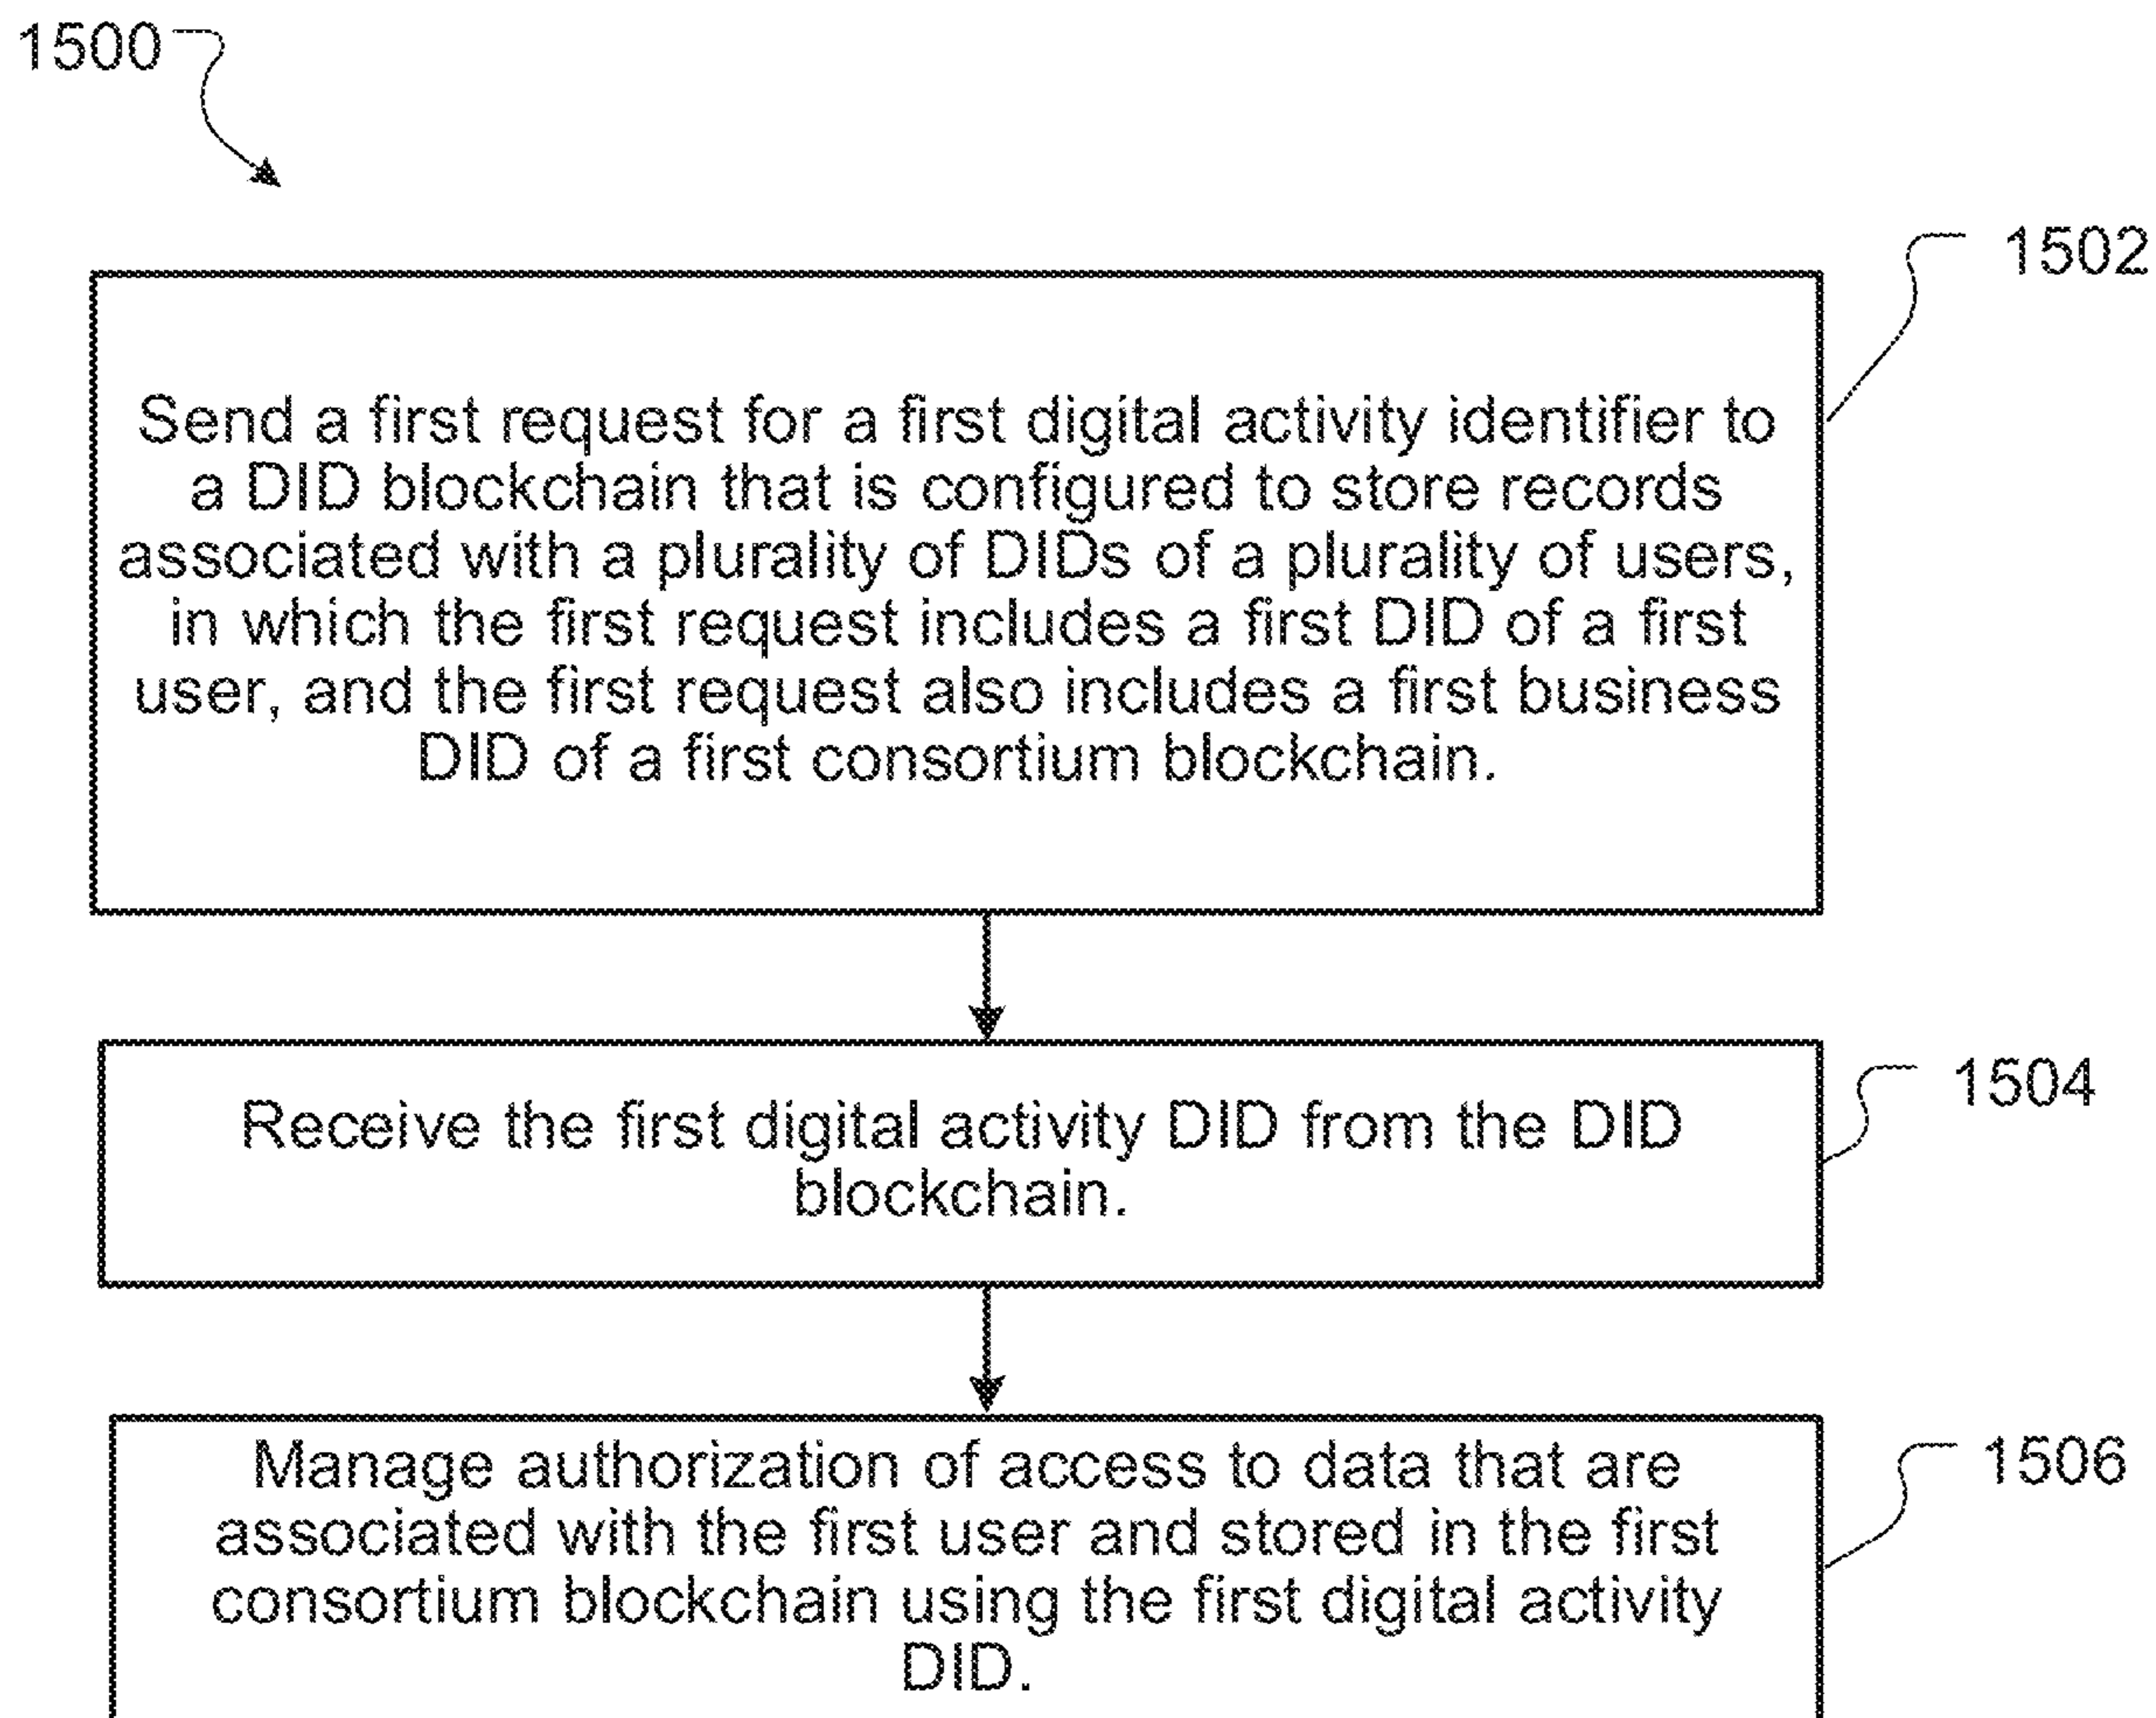 1500
1502
Send a first request for a first digital activity identifier to
a DID blockchain that is configured to store records
associated with a plurality of DIDs of a plurality of users,
in which the first request includes a first DID of a first
user, and the first request also includes a first business
DID of a first consortium blockchain.
1504
Receive the first digital activity DID from the DID
blockchain.
1506
Manage authorization of access to data that are
associated with the first user and stored in the first
consortium blockchain using the first digital activity
DID.